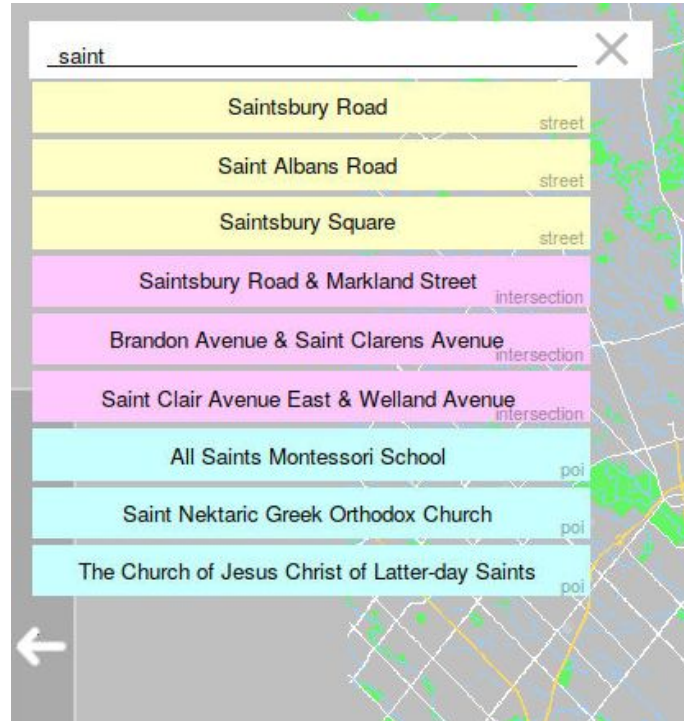 saint
Saintsbury Road
street
Saint Albans Road
street
Saintsbury Square
street
Saintsbury Road & Markland Street
intersection
Brandon Avenue & Saint Clarens Avenue
intersection
Saint Clair Avenue East & Welland Avenue
intersection
All Saints Montessori School
poi
Saint Nektaric Greek Orthodox Church
poi
The Church of Jesus Christ of Latter-day Saints
poi